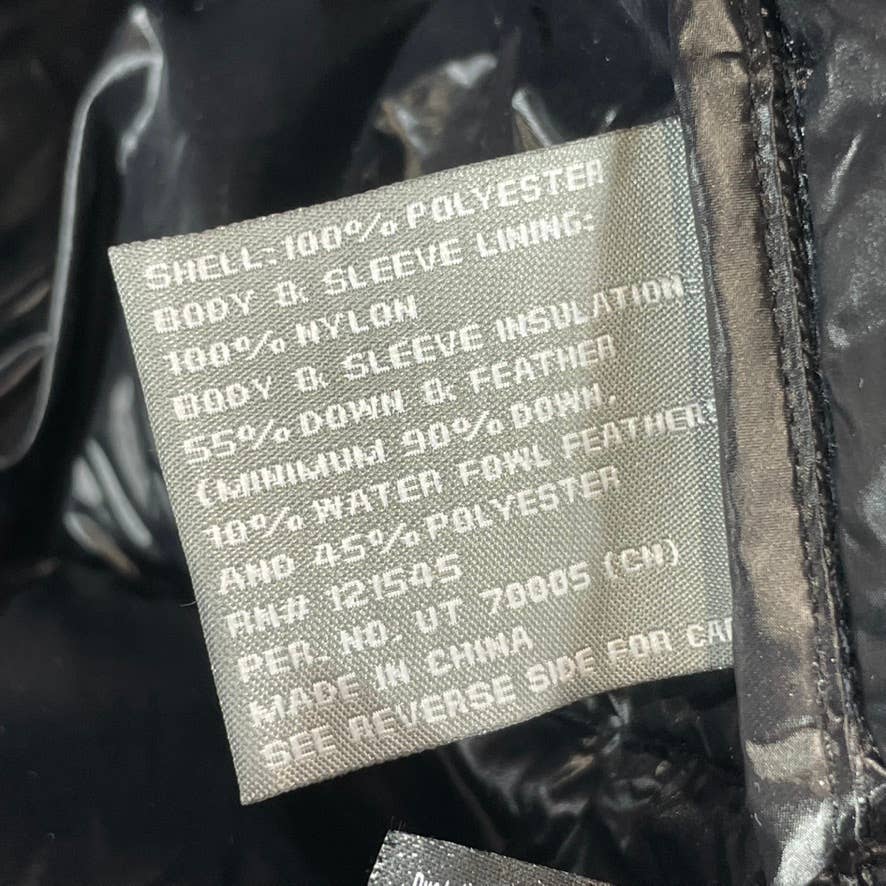 SHELL: 100% POLYESTER
BODY & SLEEVE LINING:
100% NYLON
BODY & SLEEVE INSULATION:
55% DOWN & FEATHER
(MINIMUM 90% DOWN,
10% WATER FOWL FEATHER
AND 45% POLYESTER
RN# 121545
PER. NO. UT 70005 (CN)
MADE IN CHINA
SEE REVERSE SIDE FOR